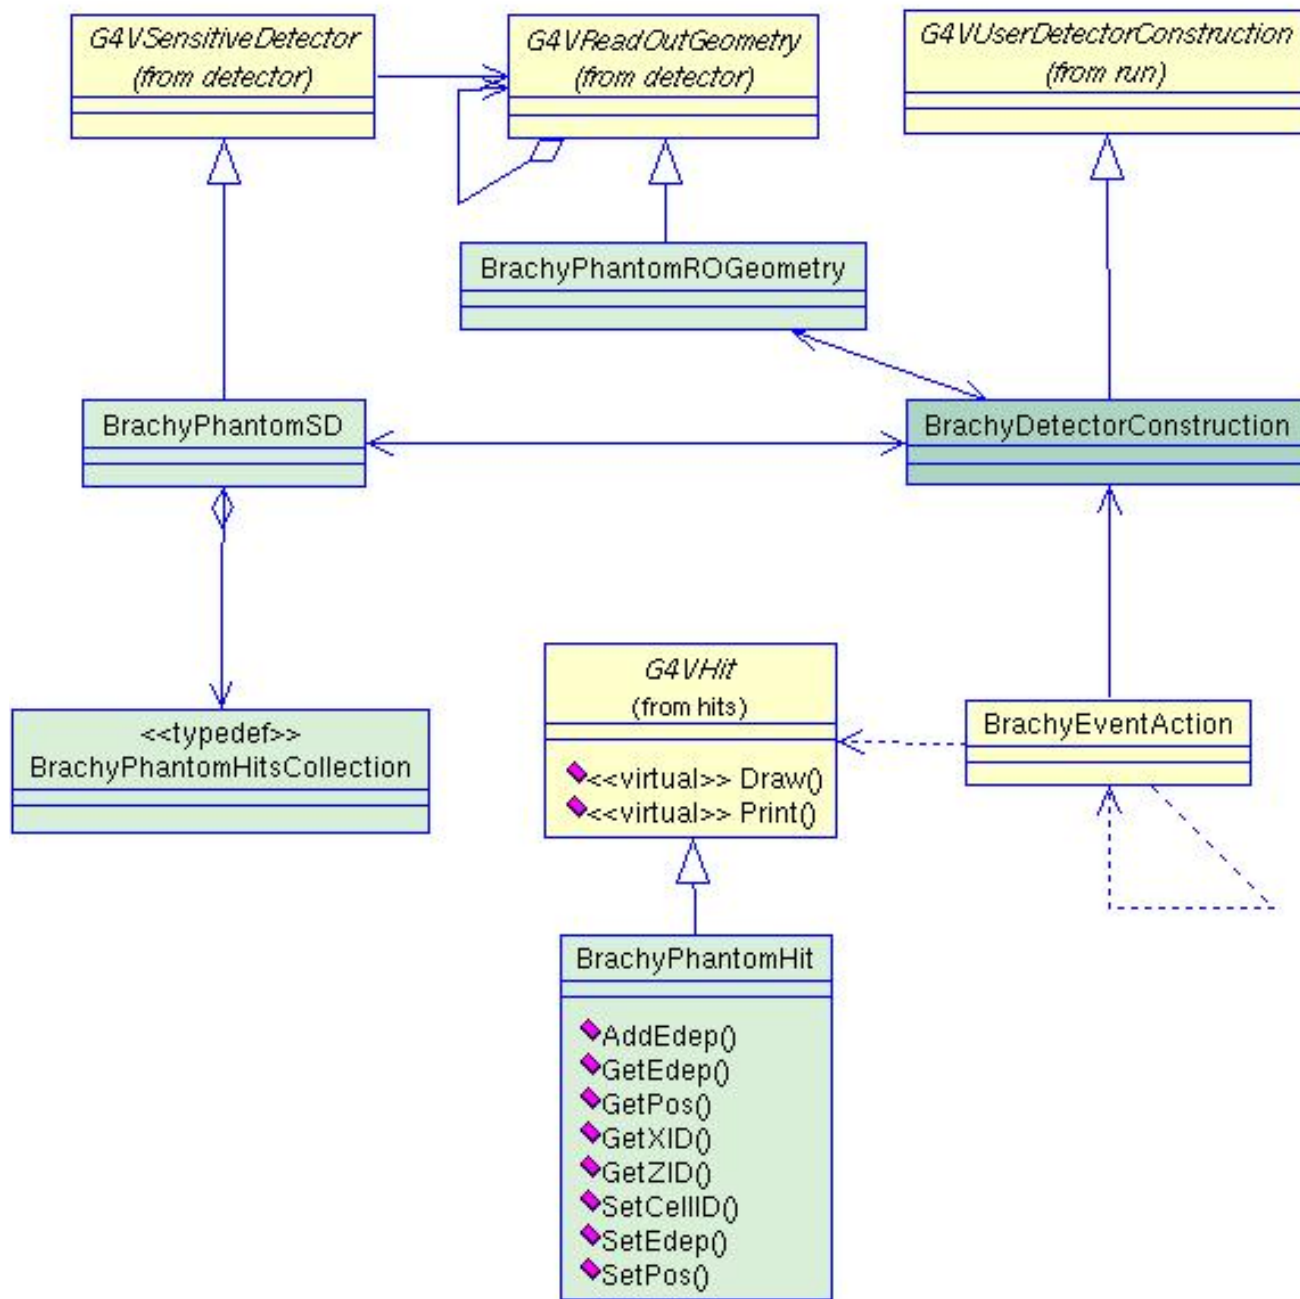 G4VSensitiveDetector
(from detector)
G4VReadOutGeometry
(from detector)
G4VUserDetectorConstruction
(from run)
BrachyPhantomROGeometry
BrachyPhantomSD
BrachyDetectorConstruction
<<typedef>>
BrachyPhantomHitsCollection
G4VHit
(from hits)
<<virtual>> Draw()
<<virtual>> Print()
BrachyEventAction
BrachyPhantomHit
AddEdep()
GetEdep()
GetPos()
GetXID()
GetZID()
SetCellID()
SetEdep()
SetPos()